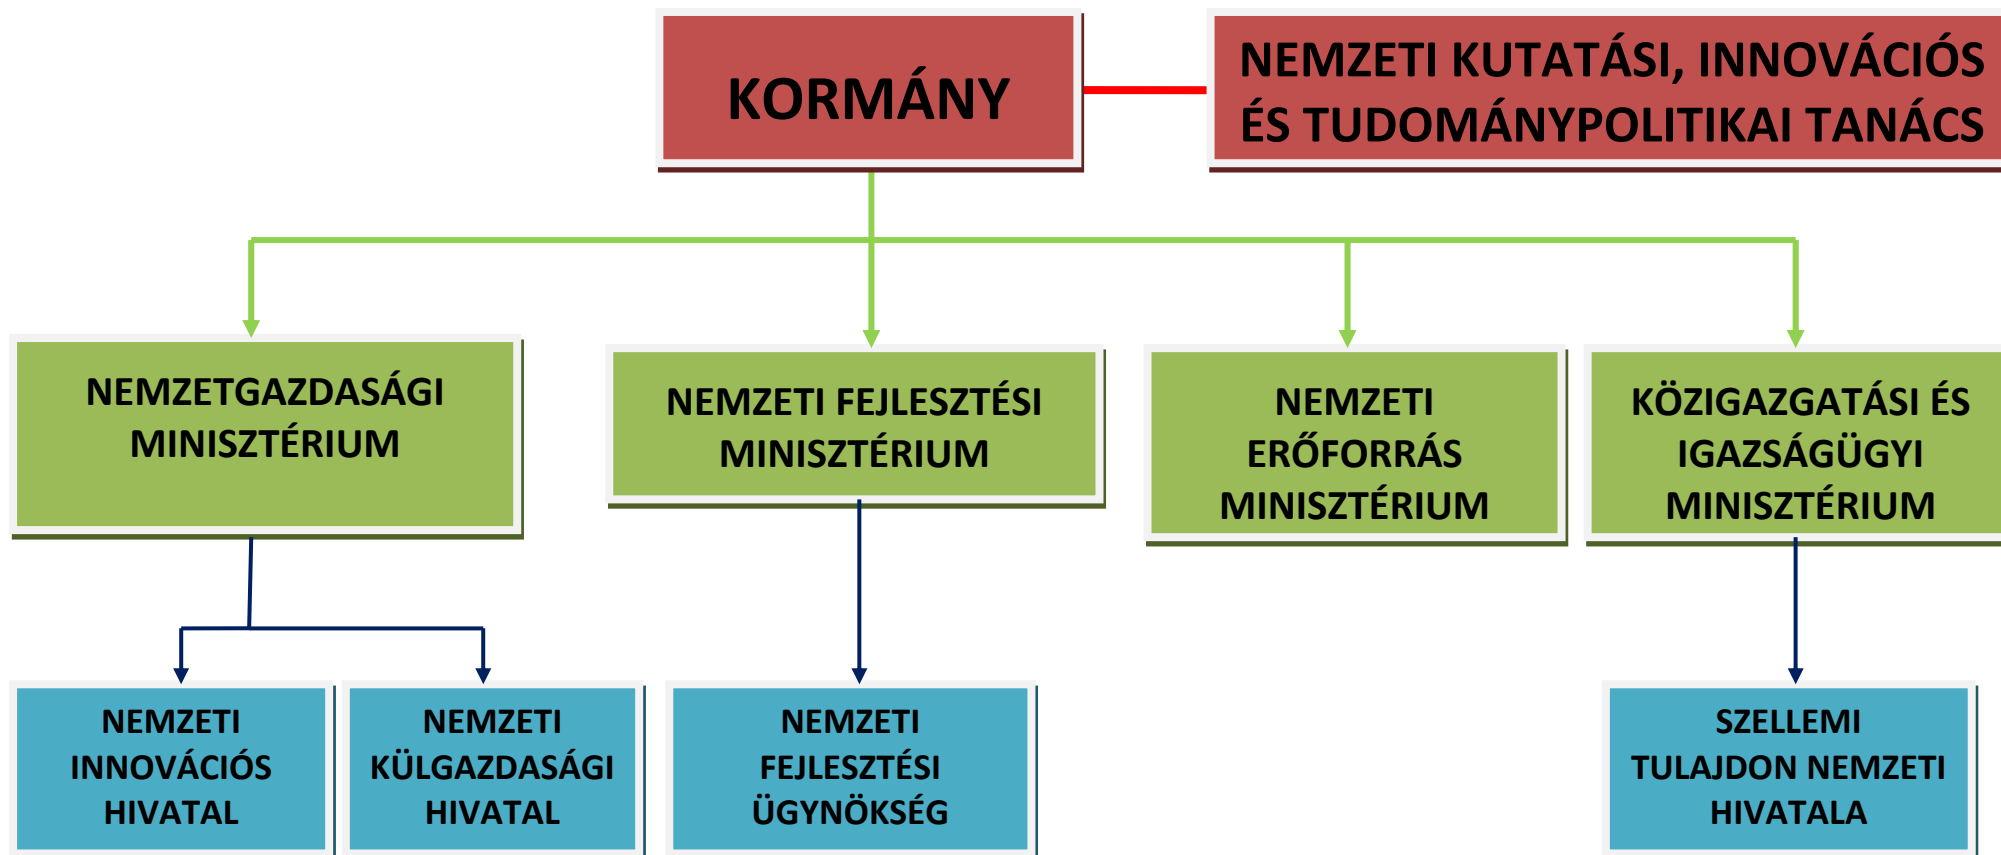 KORMÁNY
NEMZETI KUTATÁSI, INNOVÁCIÓS
ÉS TUDOMÁNYPOLITIKAI TANÁCS
NEMZETGAZDASÁGI
MINISZTÉRIUM
NEMZETI FEJLESZTÉSI
MINISZTÉRIUM
NEMZETI
ERŐFORRÁS
MINISZTÉRIUM
KÖZIGAZGATÁSI ÉS
IGAZSÁGÜGYI
MINISZTÉRIUM
NEMZETI
INNOVÁCIÓS
HIVATAL
NEMZETI
KÜLGAZDASÁGI
HIVATAL
NEMZETI
FEJLESZTÉSI
ÜGYNÖKSÉG
SZELLEMI
TULAJDON NEMZETI
HIVATALA